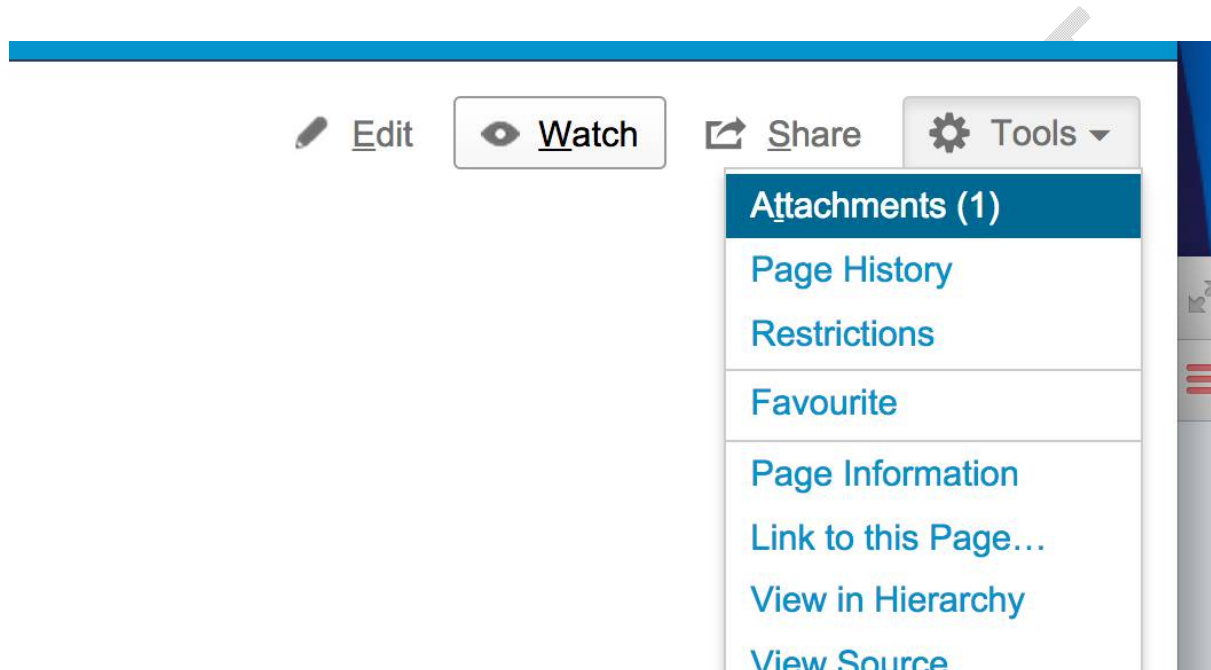 Edit Watch Share Tools
Attachments (1)
Page History
Restrictions
Favourite
Page Information
Link to this Page…
View in Hierarchy
View Source